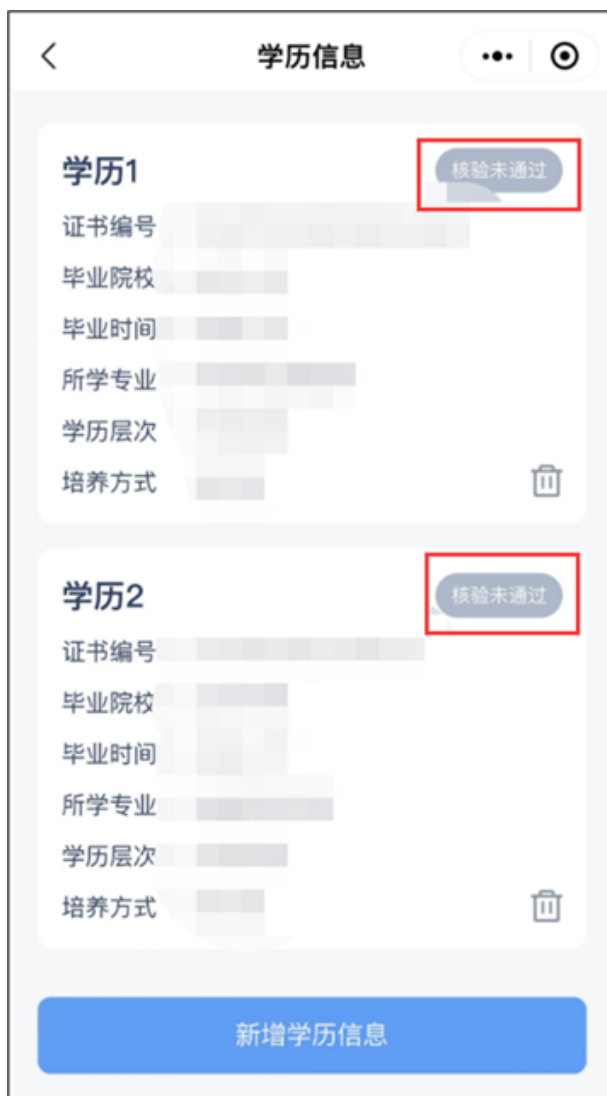 学历信息
学历1 核验未通过
证书编号
毕业院校
毕业时间
所学专业
学历层次
培养方式
学历2 核验未通过
证书编号
毕业院校
毕业时间
所学专业
学历层次
培养方式
新增学历信息